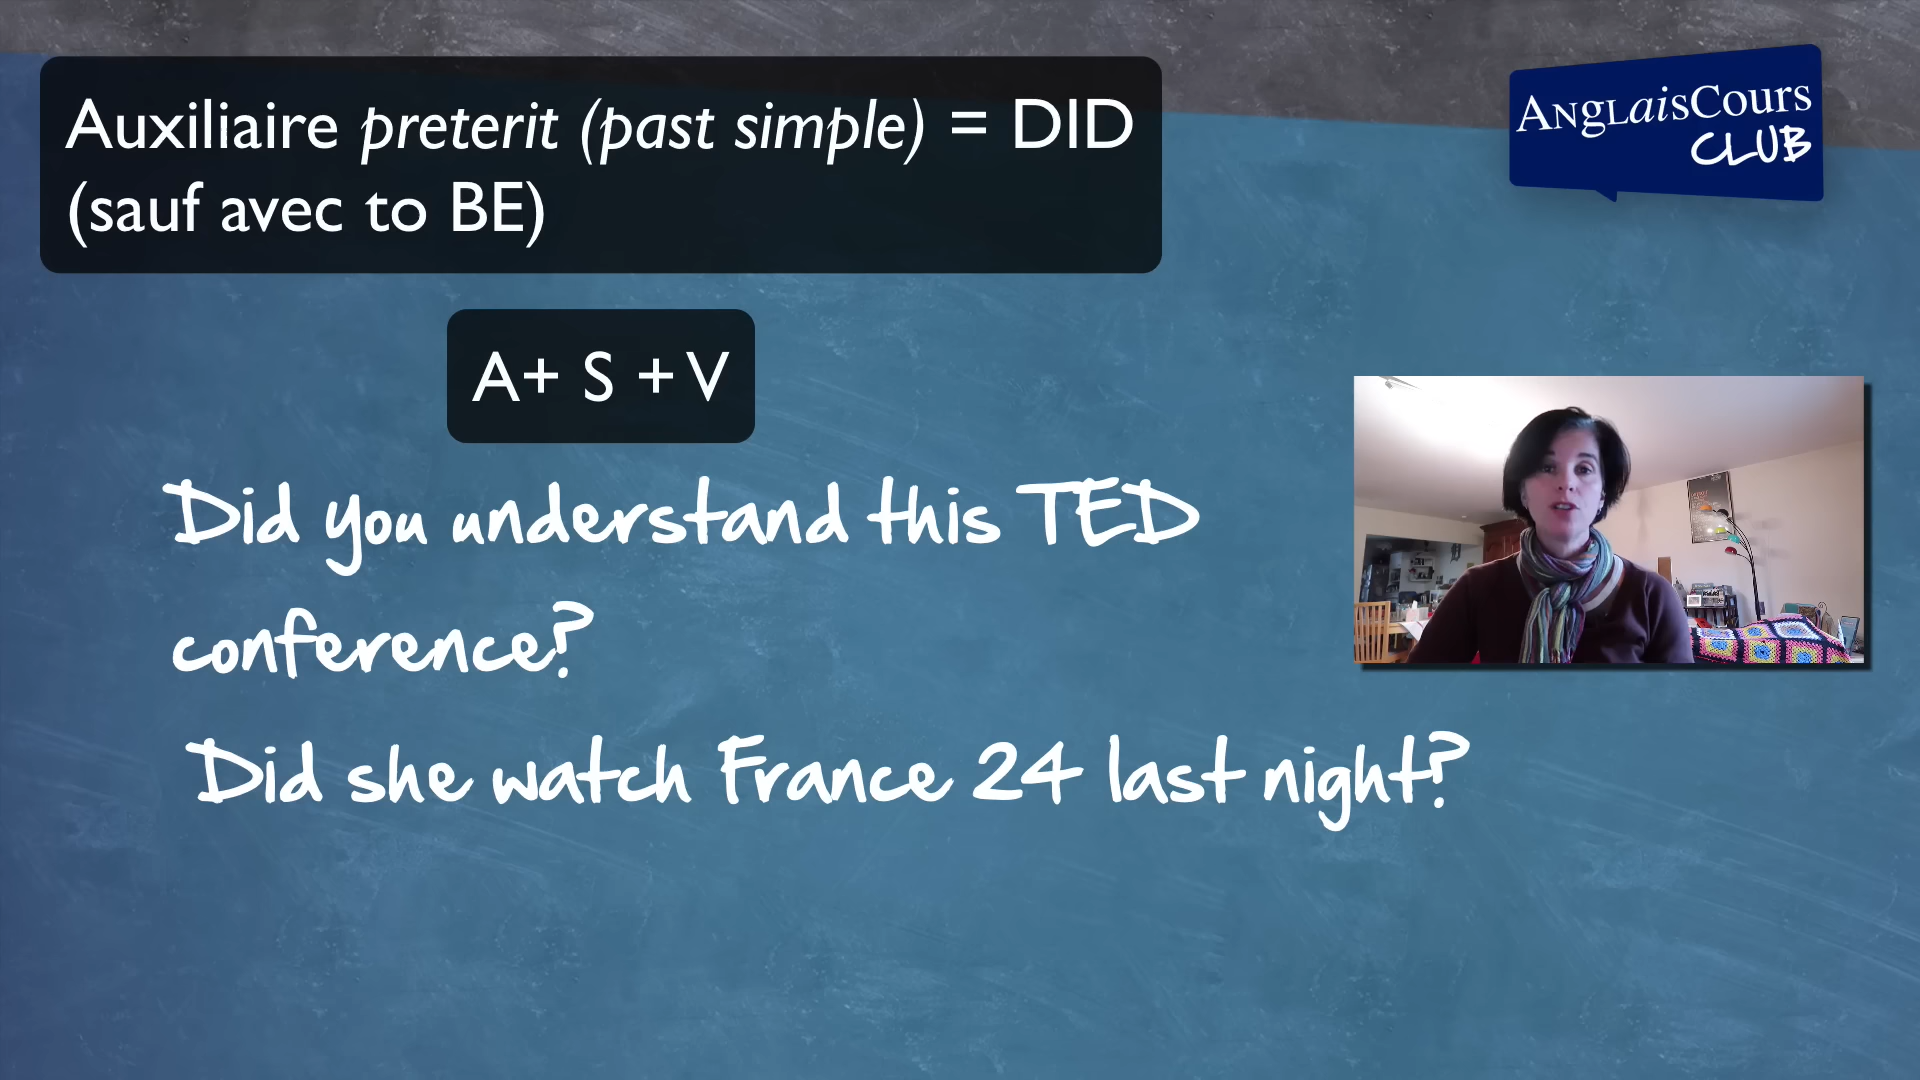 Auxiliaire preterit (past simple) = DID
(sauf avec to BE)
ANgLaisCours
CLUB
A+ S + V
Did you understand this TED
conference?
Did she watch France 24 last night?